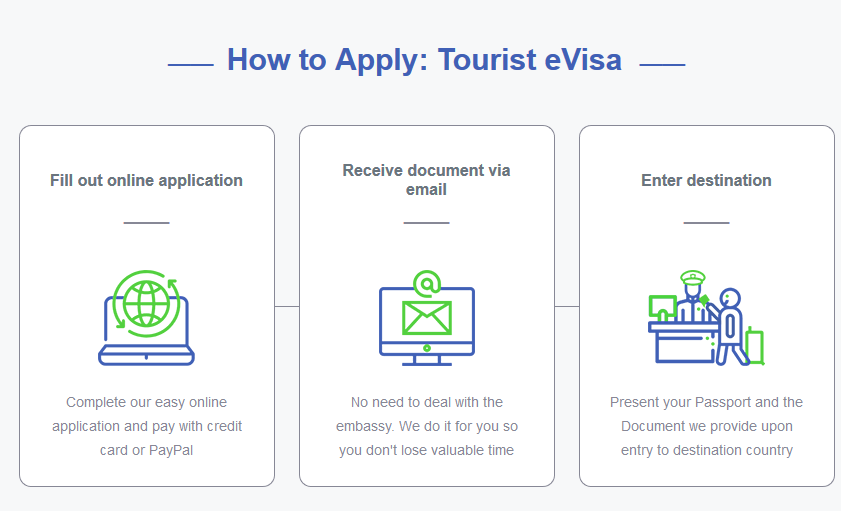 How to Apply: Tourist eVisa
Fill out online application
Complete our easy online
application and pay with credit
card or PayPal
Receive document via
email
@
No need to deal with the
embassy. We do it for you so
you don't lose valuable time
Enter destination
Present your Passport and the
Document we provide upon
entry to destination country